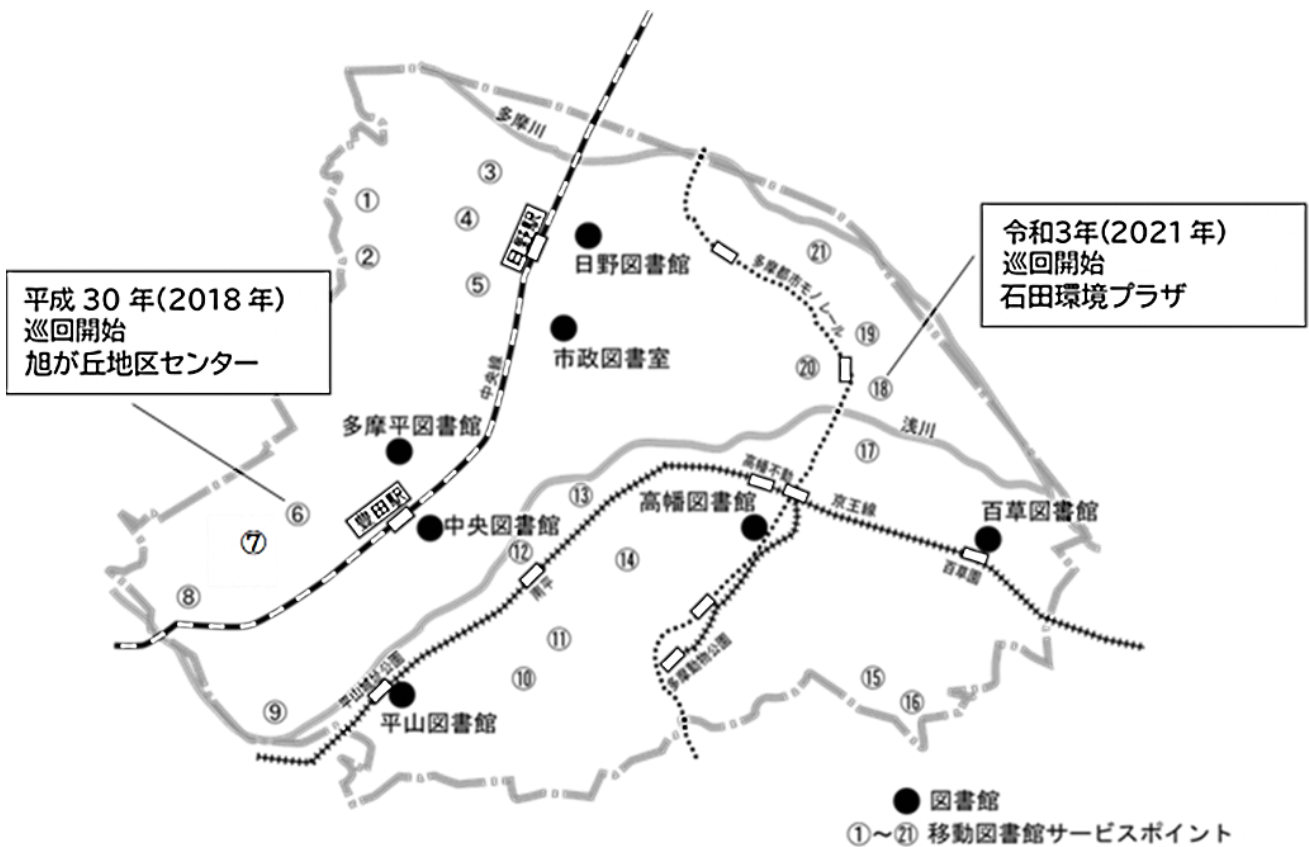 多摩川
③
①
④
日野駅
②
⑤
日野図書館
㉑
多摩都市モノレール
令和3年(2021年)
巡回開始
石田環境プラザ
平成30年(2018年)
巡回開始
旭が丘地区センター
市政図書室
中央線
⑲
⑳
⑱
浅川
⑰
多摩平図書館
豊田駅
⑥
⑦
中央図書館
⑬
高幡不動
高幡図書館
京王線
百草図書館
百草園
⑫
南平
⑭
⑧
⑪
⑩
多摩動物公園
平山城址公園
平山図書館
⑨
⑮
⑯
図書館
①~㉑ 移動図書館サービスポイント